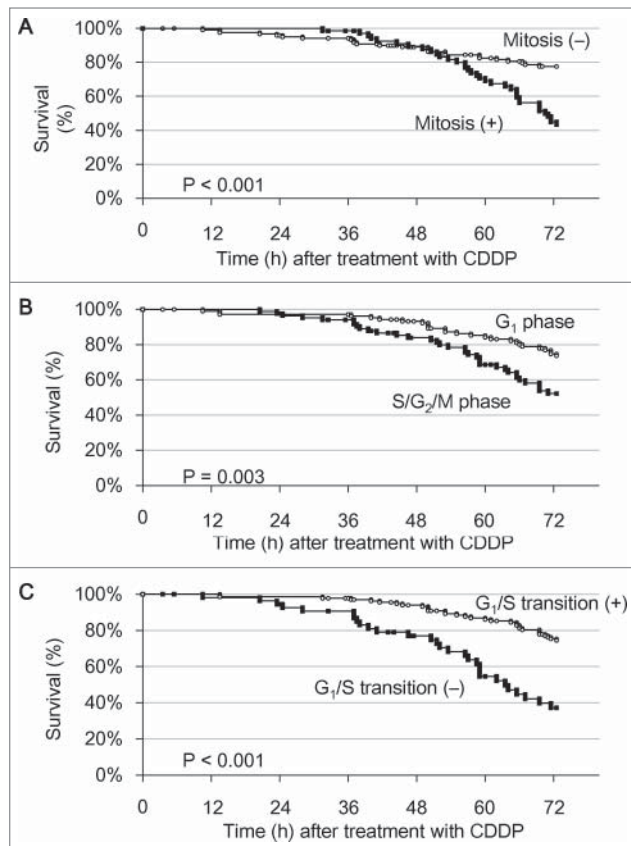 A
100%
80%
60%
40%
20%
0%
Survival
(%)
Mitosis (–)
Mitosis (+)
P < 0.001
0 12 24 36 48 60 72
Time (h) after treatment with CDDP
B
100%
80%
60%
40%
20%
0%
Survival (%)
G₁ phase
S/G₂/M phase
P = 0.003
0 12 24 36 48 60 72
Time (h) after treatment with CDDP
C
100%
80%
60%
40%
20%
0%
Survival (%)
G₁/S transition (+)
G₁/S transition (–)
P < 0.001
0 12 24 36 48 60 72
Time (h) after treatment with CDDP